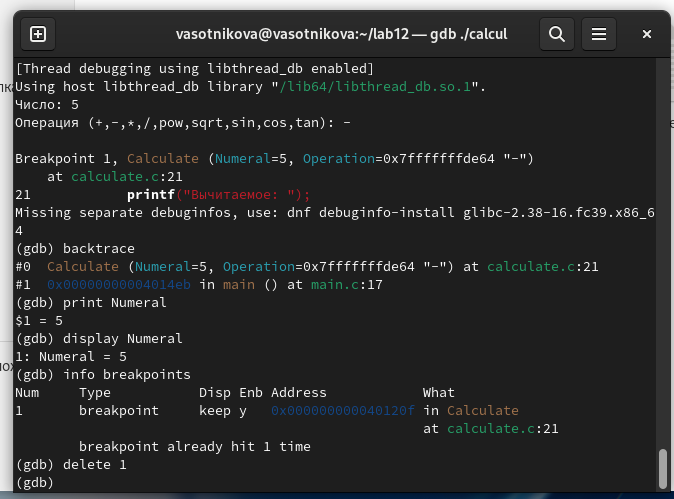 vasotnikova@vasotnikova:~/lab12 — gdb ./calcul
[Thread debugging using libthread_db enabled]
Using host libthread_db library "/lib64/libthread_db.so.1".
Число: 5
Операция (+,-,*,/,pow,sqrt,sin,cos,tan): -
Breakpoint 1, Calculate (Numeral=5, Operation=0x7fffffffde64 "-")
    at calculate.c:21
21            printf("Вычитаемое: ");
Missing separate debuginfos, use: dnf debuginfo-install glibc-2.38-16.fc39.x86_6
4
(gdb) backtrace
#0  Calculate (Numeral=5, Operation=0x7fffffffde64 "-") at calculate.c:21
#1  0x00000000004014eb in main () at main.c:17
(gdb) print Numeral
$1 = 5
(gdb) display Numeral
1: Numeral = 5
(gdb) info breakpoints
Num     Type           Disp Enb Address            What
1       breakpoint     keep y   0x000000000040120f in Calculate
                                                   at calculate.c:21
        breakpoint already hit 1 time
(gdb) delete 1
(gdb)